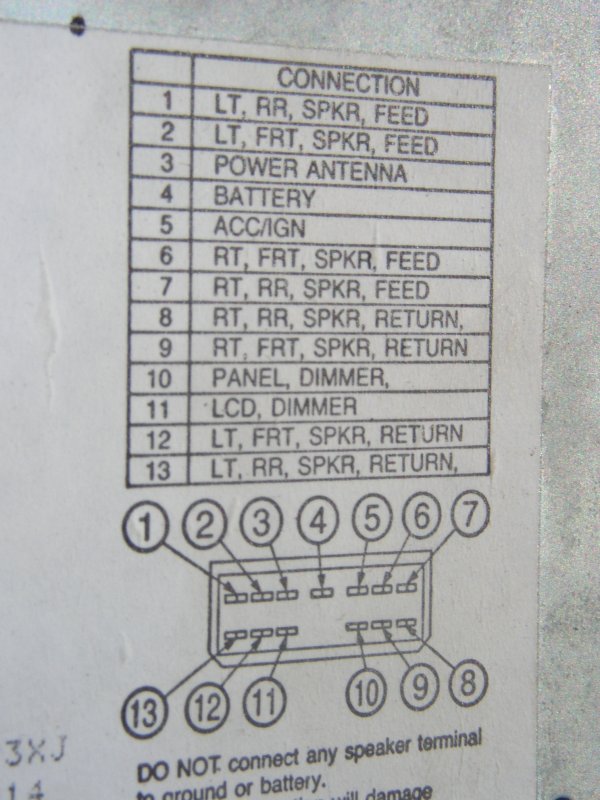 CONNECTION
1 LT, RR, SPKR, FEED
2 LT, FRT, SPKR, FEED
3 POWER ANTENNA
4 BATTERY
5 ACC/IGN
6 RT, FRT, SPKR, FEED
7 RT, RR, SPKR, FEED
8 RT, RR, SPKR, RETURN,
9 RT, FRT, SPKR, RETURN
10 PANEL, DIMMER,
11 LCD, DIMMER
12 LT, FRT, SPKR, RETURN
13 LT, RR, SPKR, RETURN,
1 2 3 4 5 6 7
13 12 11 10 9 8
3XJ
14
DO NOT connect any speaker terminal
to ground or battery.
will damage